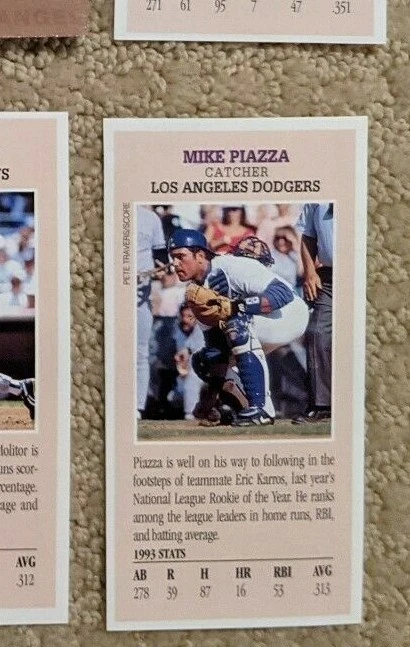 ANGE
271 61 95 7 47 .351
S
Molitor is
uns scor-
centage.
age and
AVG
.312
MIKE PIAZZA
CATCHER
LOS ANGELES DODGERS
PETE TRAVERS/SCORE
Piazza is well on his way to following in the
footsteps of teammate Eric Karros, last year's
National League Rookie of the Year. He ranks
among the league leaders in home runs, RBI,
and batting average.
1993 STATS
AB R H HR RBI AVG
278 39 87 16 53 .313